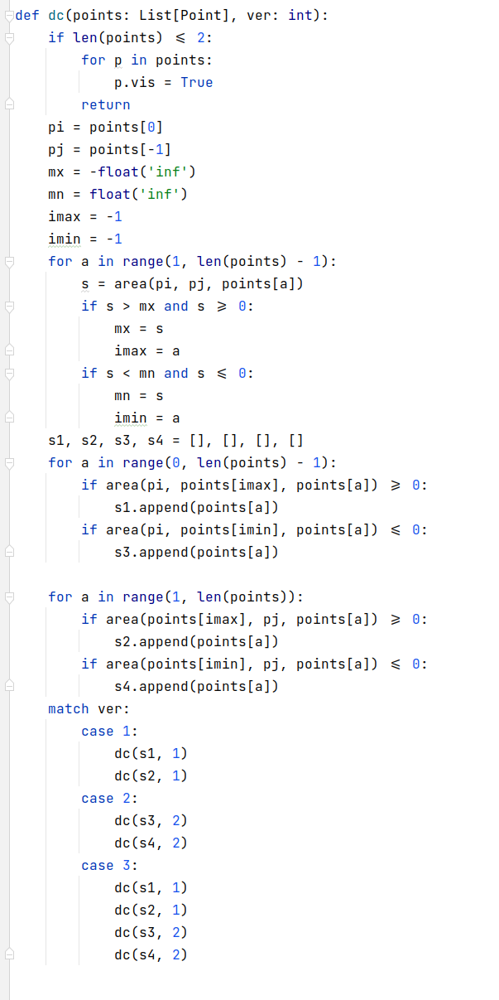 def dc(points: List[Point], ver: int):
    if len(points) ≤ 2:
        for p in points:
            p.vis = True
        return
    pi = points[0]
    pj = points[-1]
    mx = -float('inf')
    mn = float('inf')
    imax = -1
    imin = -1
    for a in range(1, len(points) - 1):
        s = area(pi, pj, points[a])
        if s > mx and s ≥ 0:
            mx = s
            imax = a
        if s < mn and s ≤ 0:
            mn = s
            imin = a
    s1, s2, s3, s4 = [], [], [], []
    for a in range(0, len(points) - 1):
        if area(pi, points[imax], points[a]) ≥ 0:
            s1.append(points[a])
        if area(pi, points[imin], points[a]) ≤ 0:
            s3.append(points[a])

    for a in range(1, len(points)):
        if area(points[imax], pj, points[a]) ≥ 0:
            s2.append(points[a])
        if area(points[imin], pj, points[a]) ≤ 0:
            s4.append(points[a])
    match ver:
        case 1:
            dc(s1, 1)
            dc(s2, 1)
        case 2:
            dc(s3, 2)
            dc(s4, 2)
        case 3:
            dc(s1, 1)
            dc(s2, 1)
            dc(s3, 2)
            dc(s4, 2)